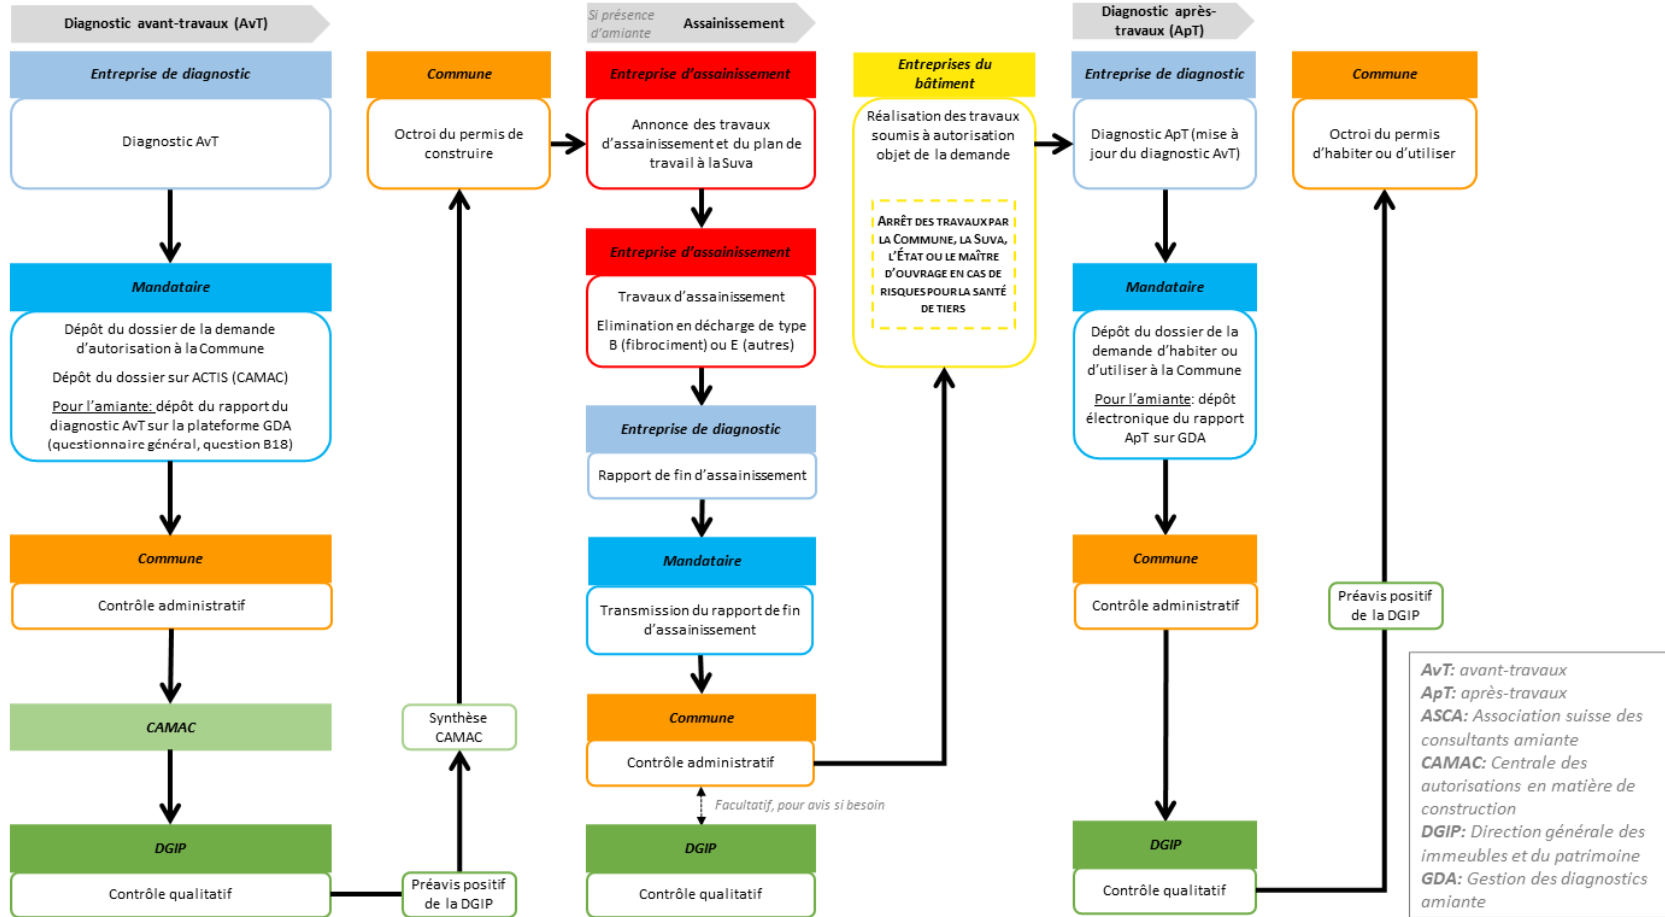 Diagnostic avant-travaux (AvT)
Entreprise de diagnostic
Diagnostic AvT
Mandataire
Dépôt du dossier de la demande
d'autorisation à la Commune
Dépôt du dossier sur ACTIS (CAMAC)
Pour l'amiante: dépôt du rapport du
diagnostic AvT sur la plateforme GDA
(questionnaire général, question B18)
Commune
Contrôle administratif
CAMAC
DGIP
Contrôle qualitatif
Préavis positif
de la DGIP
Synthèse
CAMAC
Commune
Octroi du permis de
construire
Si présence
d'amiante
Assainissement
Entreprise d'assainissement
Annonce des travaux
d'assainissement et du plan de
travail à la Suva
Entreprise d'assainissement
Travaux d'assainissement
Elimination en décharge de type
B (fibrociment) ou E (autres)
Entreprise de diagnostic
Rapport de fin d'assainissement
Mandataire
Transmission du rapport de fin
d'assainissement
Commune
Contrôle administratif
Facultatif, pour avis si besoin
DGIP
Contrôle qualitatif
Entreprises du
bâtiment
Réalisation des travaux
soumis à autorisation
objet de la demande
ARRÊT DES TRAVAUX PAR
LA COMMUNE, LA SUVA,
L'ÉTAT OU LE MAÎTRE
D'OUVRAGE EN CAS DE
RISQUES POUR LA SANTÉ
DE TIERS
Diagnostic après-
travaux (ApT)
Entreprise de diagnostic
Diagnostic ApT (mise à
jour du diagnostic AvT)
Mandataire
Dépôt du dossier de la
demande d'habiter ou
d'utiliser à la Commune
Pour l'amiante: dépôt
électronique du rapport
ApT sur GDA
Commune
Contrôle administratif
DGIP
Contrôle qualitatif
Préavis positif
de la DGIP
Commune
Octroi du permis
d'habiter ou d'utiliser
AvT: avant-travaux
ApT: après-travaux
ASCA: Association suisse des
consultants amiante
CAMAC: Centrale des
autorisations en matière de
construction
DGIP: Direction générale des
immeubles et du patrimoine
GDA: Gestion des diagnostics
amiante